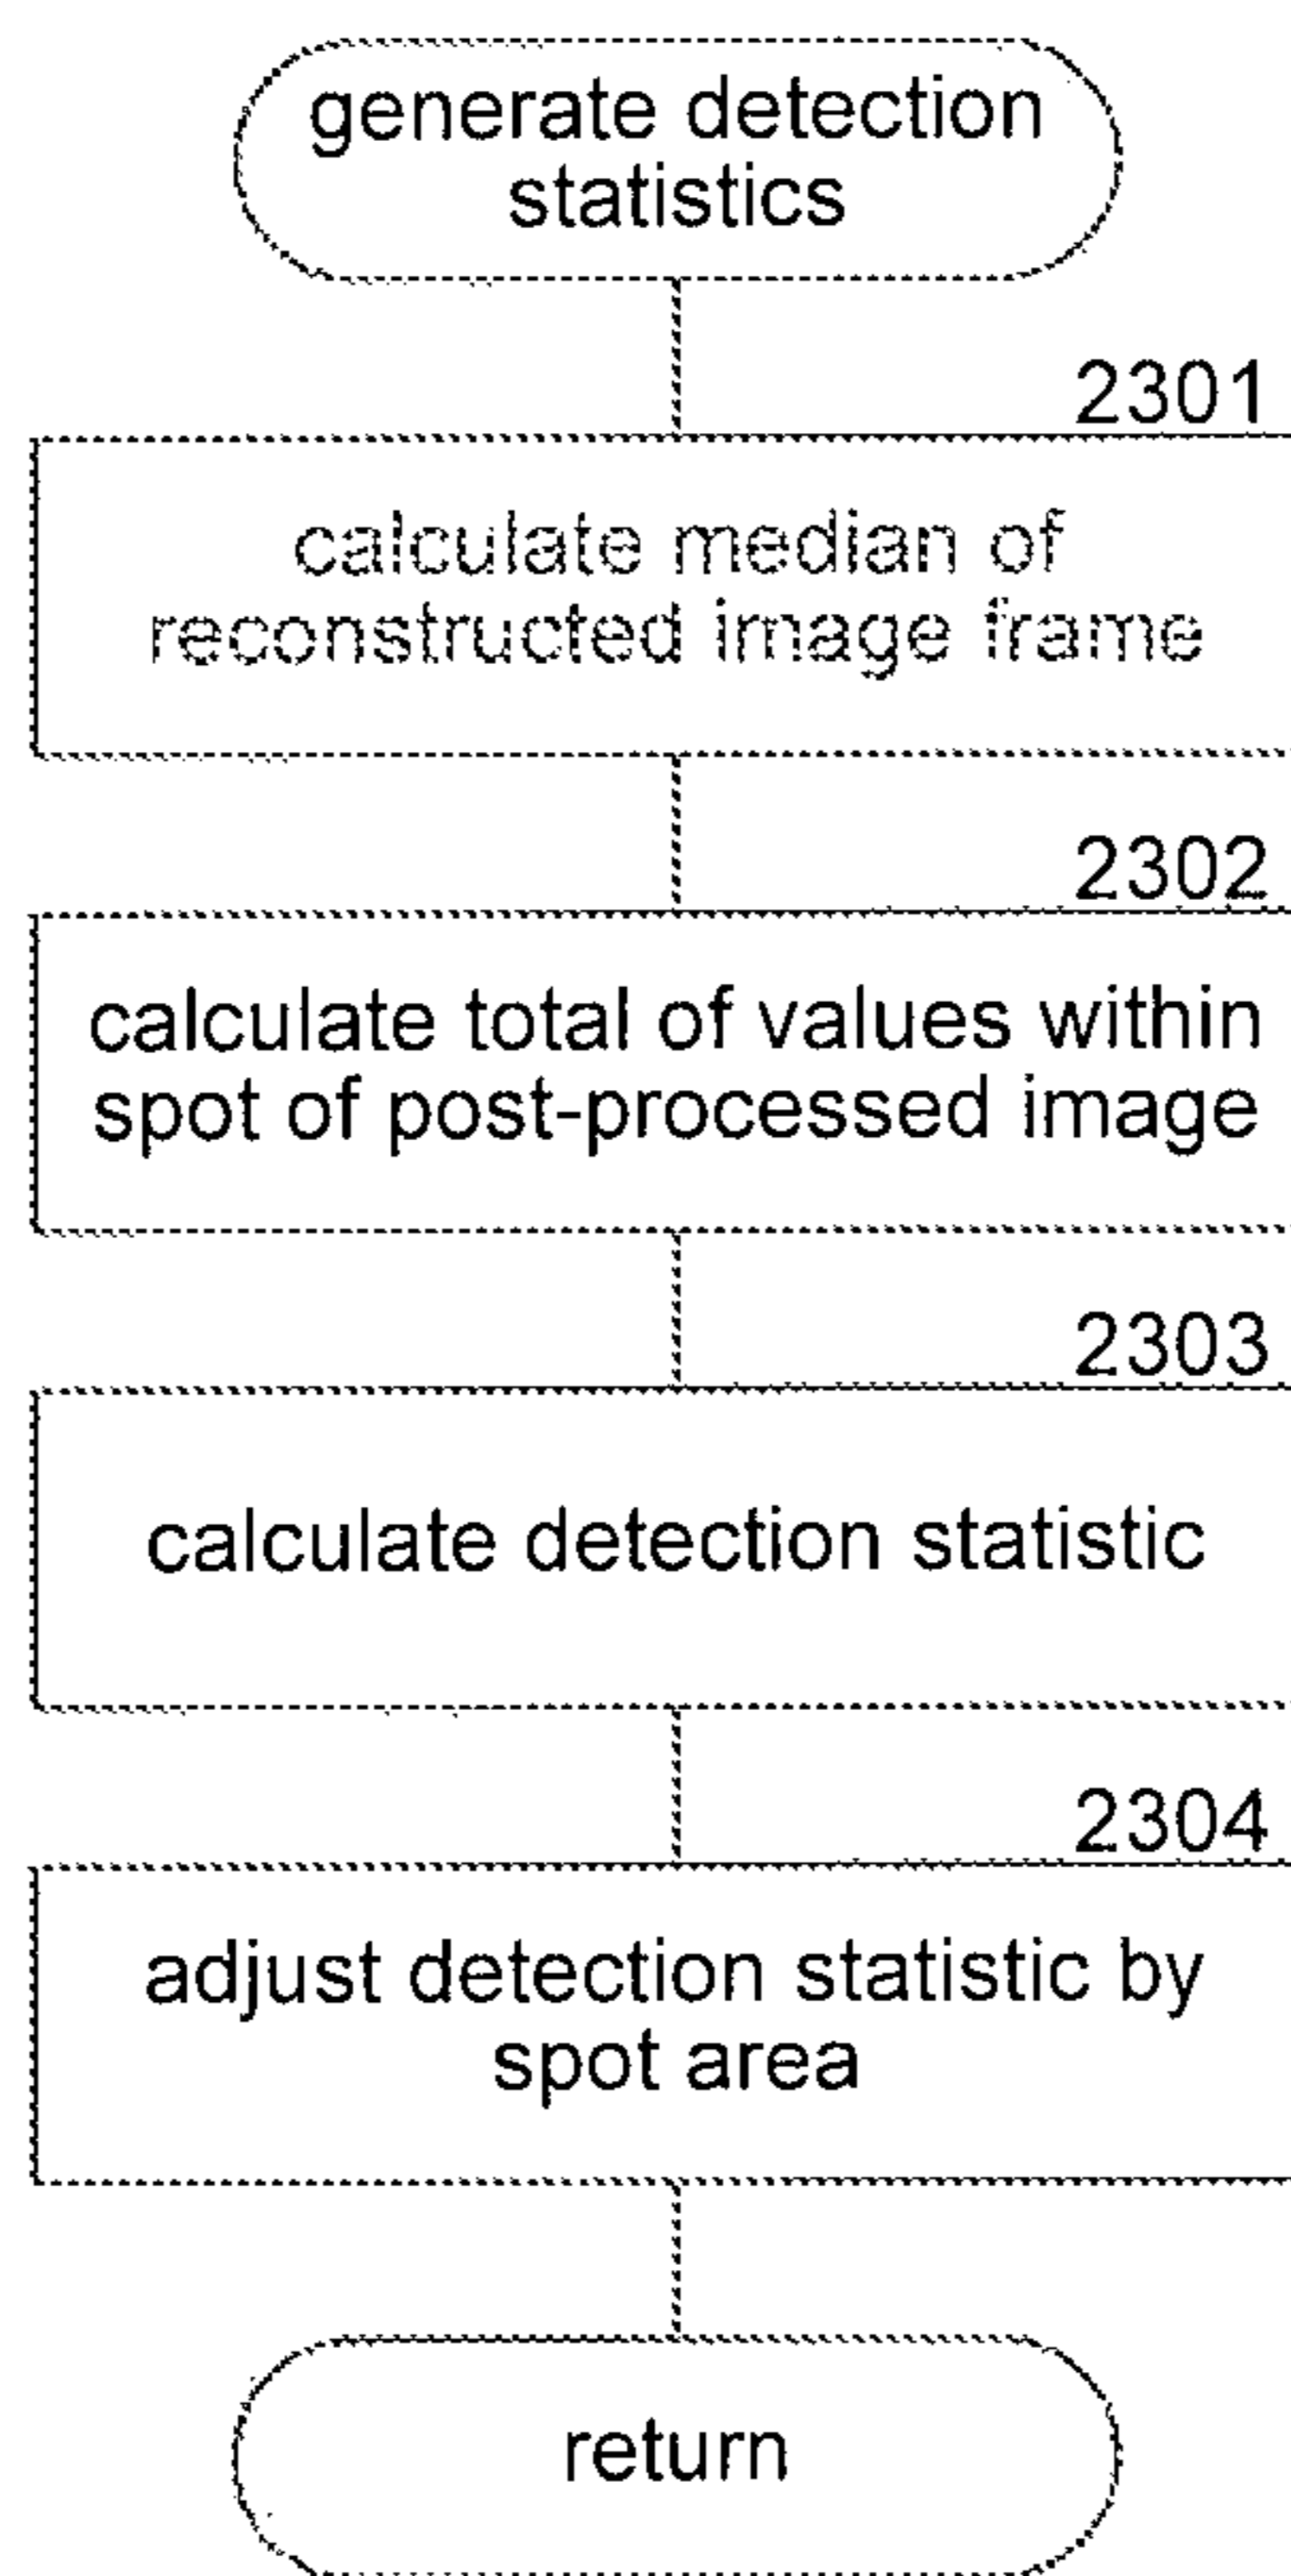 generate detection
statistics
2301
calculate median of
reconstructed image frame
2302
calculate total of values within
spot of post-processed image
2303
calculate detection statistic
2304
adjust detection statistic by
spot area
return